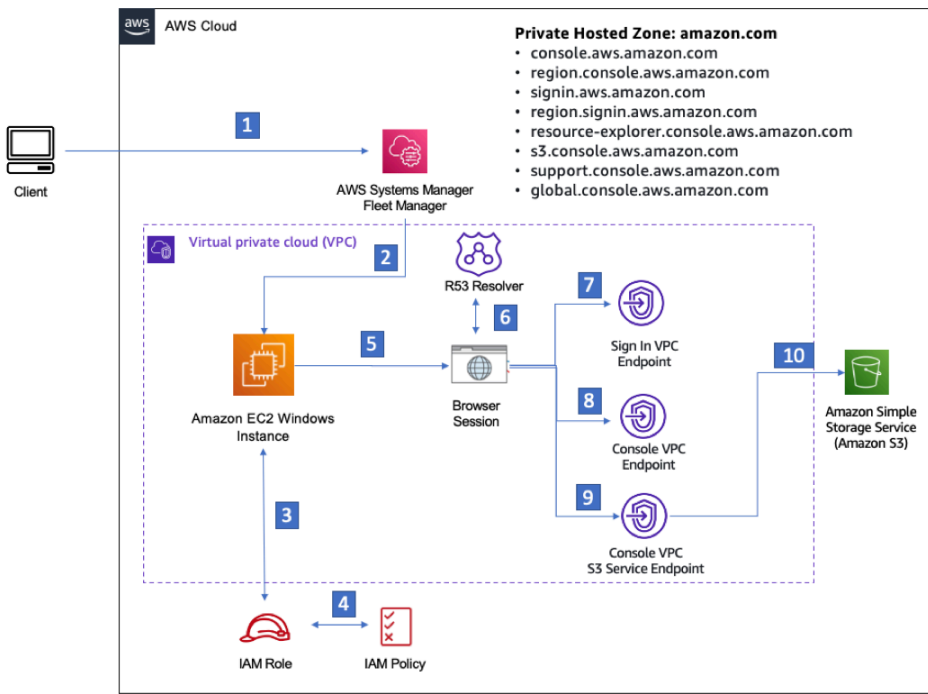 aws
AWS Cloud
Private Hosted Zone: amazon.com
• console.aws.amazon.com
• region.console.aws.amazon.com
• signin.aws.amazon.com
• region.signin.aws.amazon.com
• resource-explorer.console.aws.amazon.com
• s3.console.aws.amazon.com
• support.console.aws.amazon.com
• global.console.aws.amazon.com
1
Client
AWS Systems Manager
Fleet Manager
Virtual private cloud (VPC)
2
R53 Resolver
6
7
Sign In VPC
Endpoint
5
Amazon EC2 Windows
Instance
Browser
Session
8
Console VPC
Endpoint
10
Amazon Simple
Storage Service
(Amazon S3)
9
Console VPC
S3 Service Endpoint
3
4
IAM Role
IAM Policy